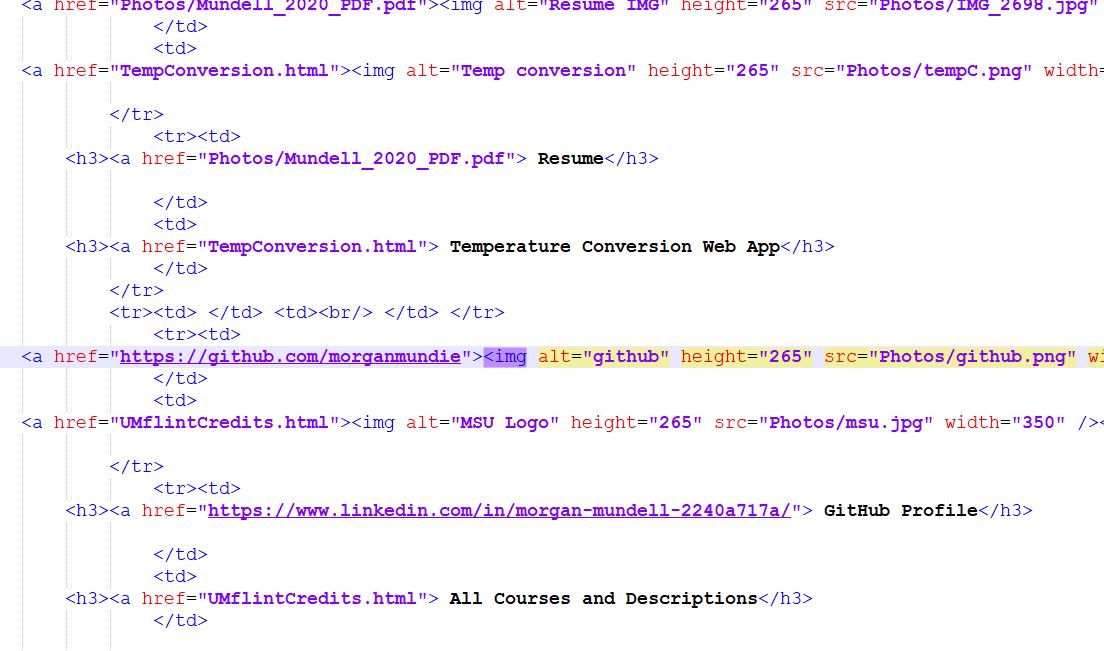 <a href="Photos/Mundell_2020_PDF.pdf"><img alt="Resume IMG" height="265" src="Photos/IMG_2698.jpg"
</td>
<td>
<a href="TempConversion.html"><img alt="Temp conversion" height="265" src="Photos/tempC.png" width=
</tr>
<tr><td>
<h3><a href="Photos/Mundell_2020_PDF.pdf"> Resume</h3>
</td>
<td>
<h3><a href="TempConversion.html"> Temperature Conversion Web App</h3>
</td>
</tr>
<tr><td> </td> <td><br/> </td> </tr>
<tr><td>
<a href="https://github.com/morganmundie"><img alt="github" height="265" src="Photos/github.png" wi
</td>
<td>
<a href="UMflintCredits.html"><img alt="MSU Logo" height="265" src="Photos/msu.jpg" width="350" /><
</tr>
<tr><td>
<h3><a href="https://www.linkedin.com/in/morgan-mundell-2240a717a/"> GitHub Profile</h3>
</td>
<td>
<h3><a href="UMflintCredits.html"> All Courses and Descriptions</h3>
</td>